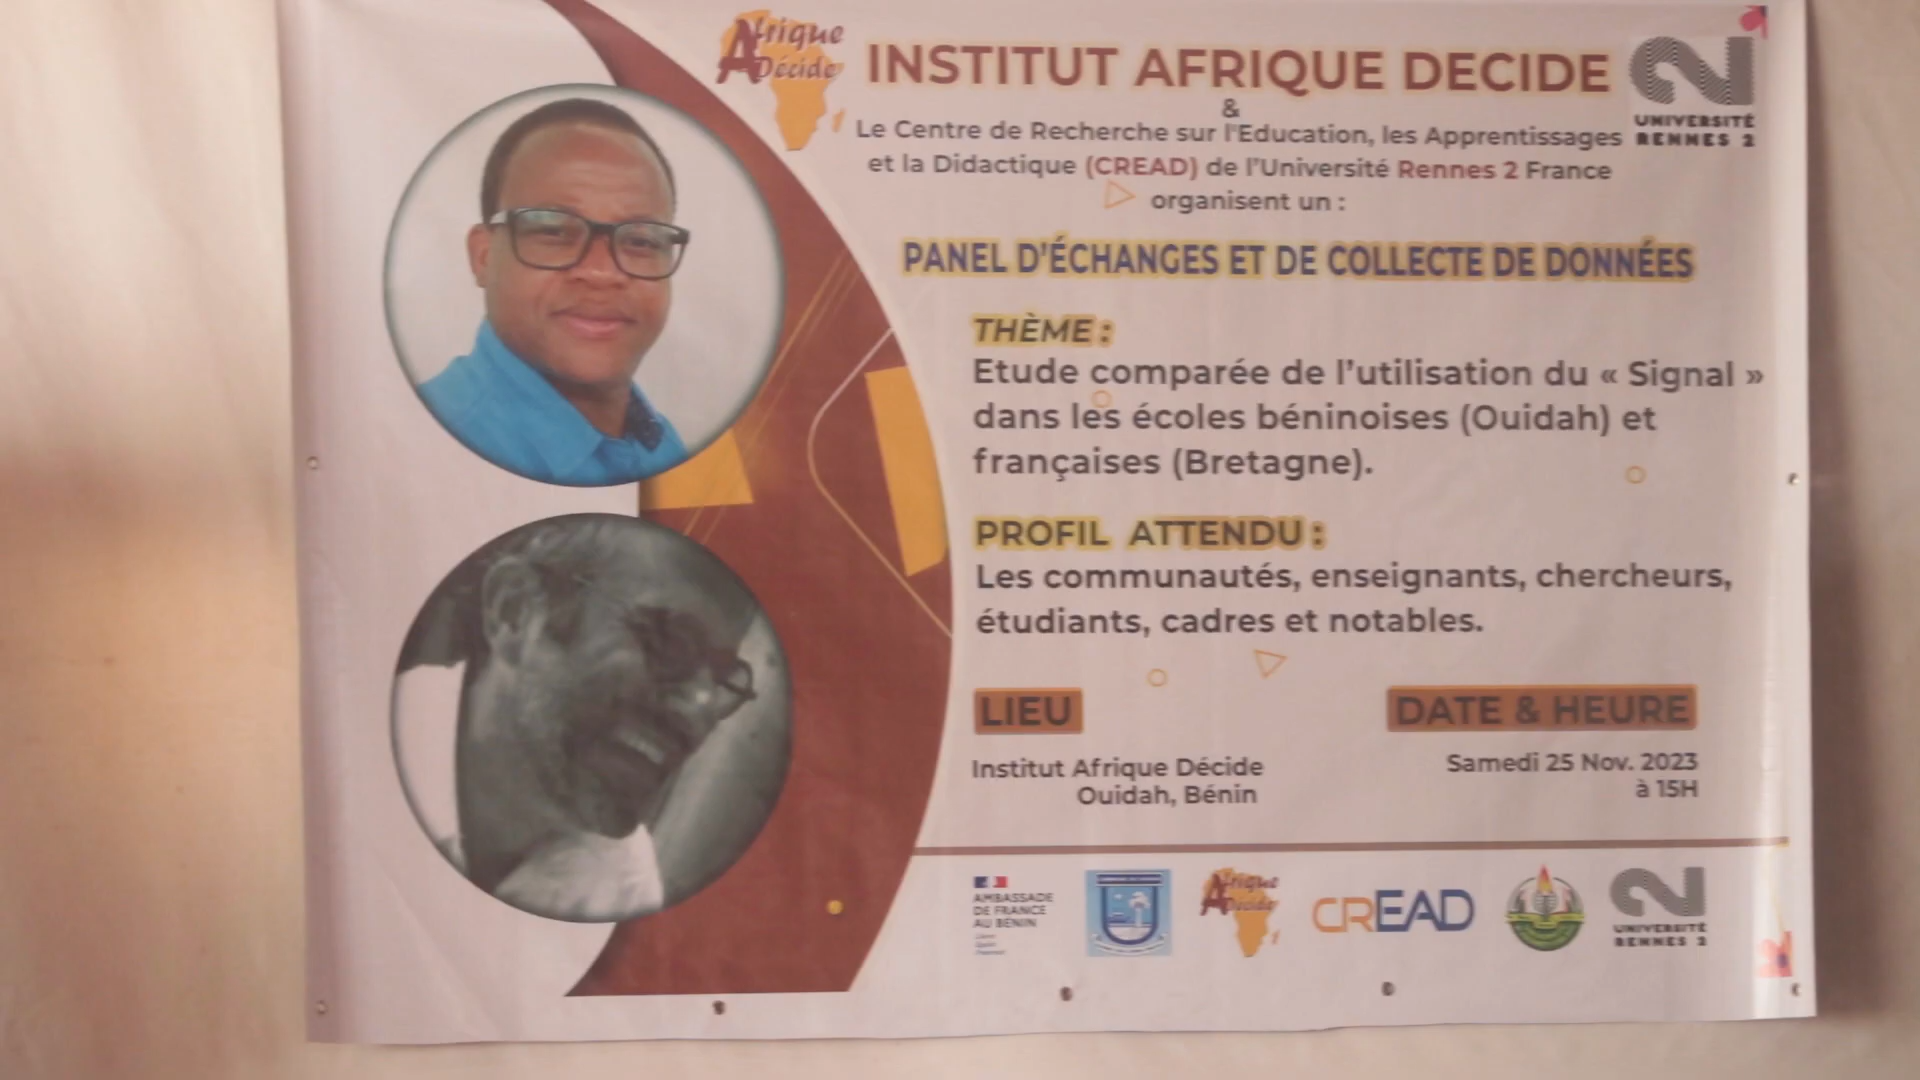 Afrique
Décide
INSTITUT AFRIQUE DECIDE
&
Le Centre de Recherche sur l'Education, les Apprentissages
et la Didactique (CREAD) de l'Université Rennes 2 France
organisent un :
UNIVERSITÉ
RENNES 2
PANEL D'ÉCHANGES ET DE COLLECTE DE DONNÉES
THÈME :
Etude comparée de l'utilisation du « Signal »
dans les écoles béninoises (Ouidah) et
françaises (Bretagne).
PROFIL ATTENDU :
Les communautés, enseignants, chercheurs,
étudiants, cadres et notables.
LIEU
Institut Afrique Décide
Ouidah, Bénin
DATE & HEURE
Samedi 25 Nov. 2023
à 15H
AMBASSADE
DE FRANCE
AU BÉNIN
Afrique
Décide
CREAD
UNIVERSITÉ
RENNES 2